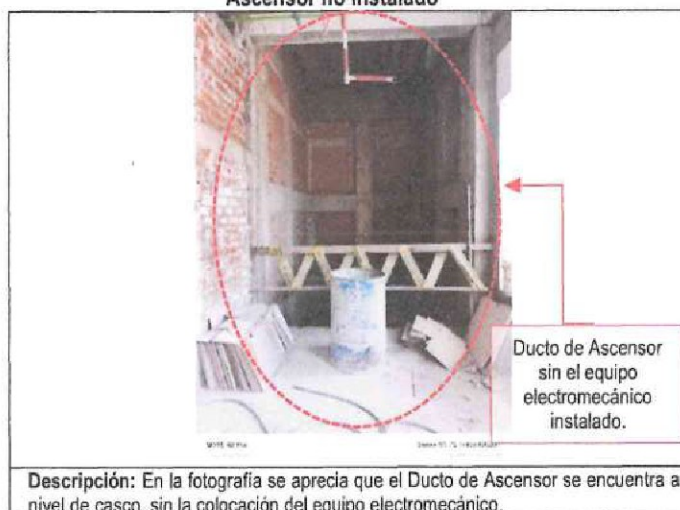 Ascensor no instalado
Ducto de Ascensor
sin el equipo
electromecánico
instalado.
Descripción: En la fotografía se aprecia que el Ducto de Ascensor se encuentra a
nivel de casco, sin la colocación del equipo electromecánico.